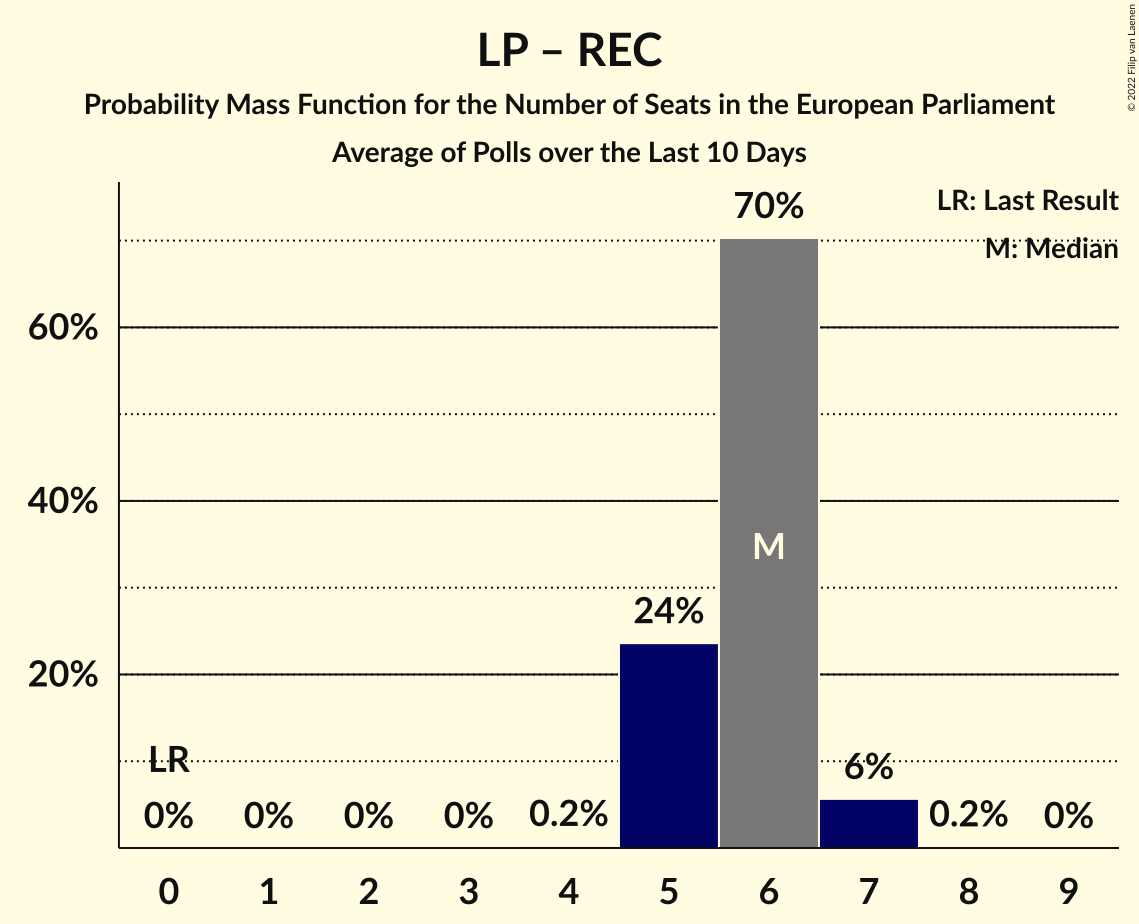 LP – REC
Probability Mass Function for the Number of Seats in the European Parliament
Average of Polls over the Last 10 Days
© 2022 Filip van Laenen
LR: Last Result
M: Median
60%
40%
20%
LR
0%
0%
0%
0%
0.2%
24%
70%
M
6%
0.2%
0%
0 1 2 3 4 5 6 7 8 9